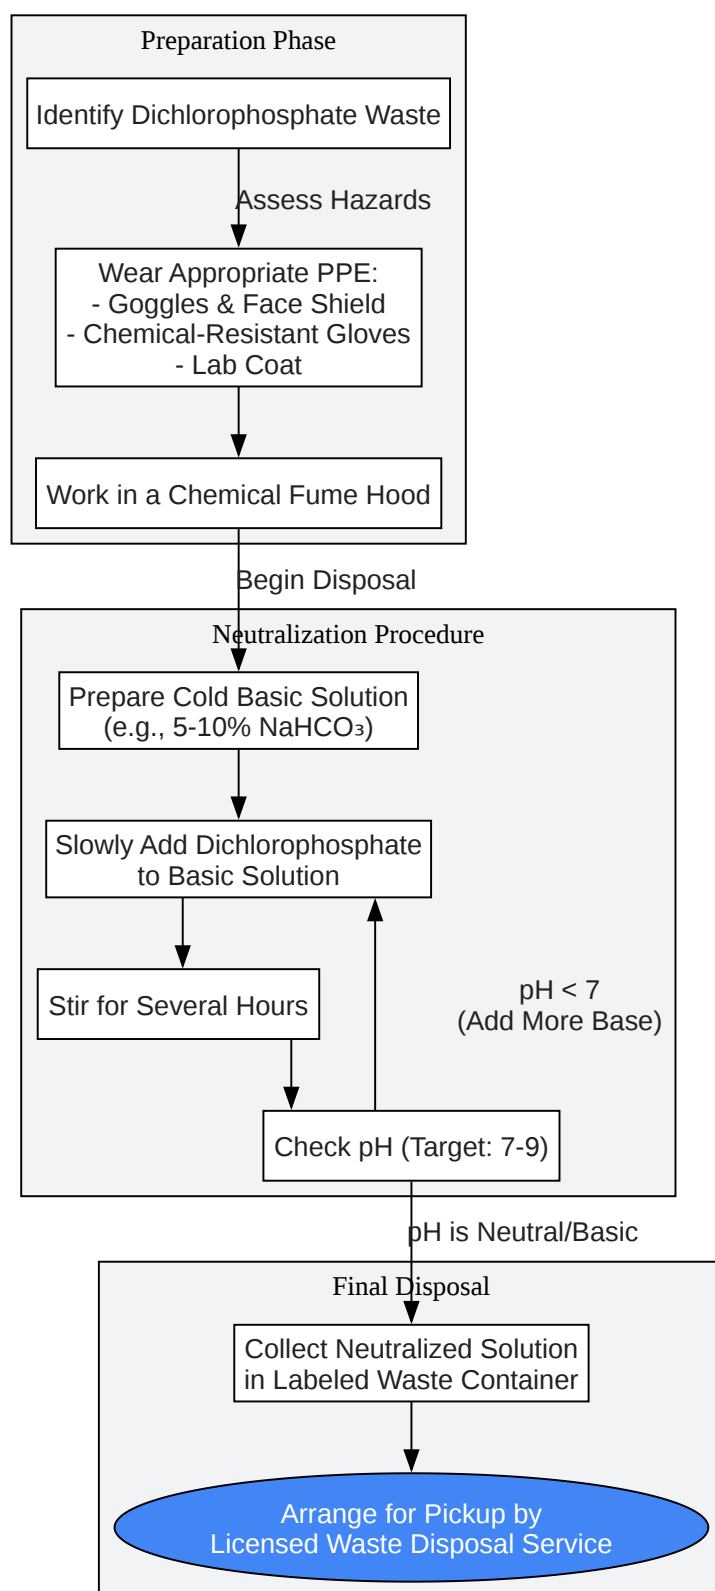 Preparation Phase
Identify Dichlorophosphate Waste
Assess Hazards
Wear Appropriate PPE:
- Goggles & Face Shield
- Chemical-Resistant Gloves
- Lab Coat
Work in a Chemical Fume Hood
Begin Disposal
Neutralization Procedure
Prepare Cold Basic Solution
(e.g., 5-10% NaHCO₃)
Slowly Add Dichlorophosphate
to Basic Solution
Stir for Several Hours
pH < 7
(Add More Base)
Check pH (Target: 7-9)
pH is Neutral/Basic
Final Disposal
Collect Neutralized Solution
in Labeled Waste Container
Arrange for Pickup by
Licensed Waste Disposal Service